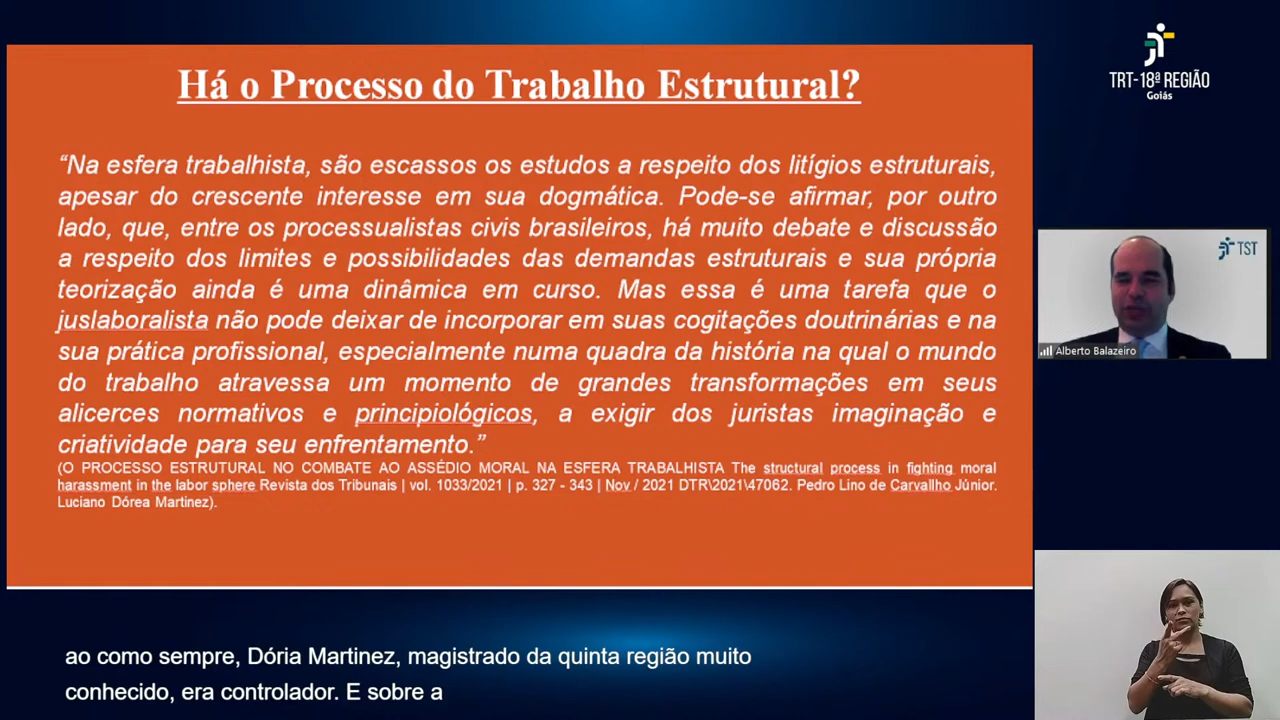 Há o Processo do Trabalho Estrutural?
“Na esfera trabalhista, são escassos os estudos a respeito dos litígios estruturais,
apesar do crescente interesse em sua dogmática. Pode-se afirmar, por outro
lado, que, entre os processualistas civis brasileiros, há muito debate e discussão
a respeito dos limites e possibilidades das demandas estruturais e sua própria
teorização ainda é uma dinâmica em curso. Mas essa é uma tarefa que o
juslaboralista não pode deixar de incorporar em suas cogitações doutrinárias e na
sua prática profissional, especialmente numa quadra da história na qual o mundo
do trabalho atravessa um momento de grandes transformações em seus
alicerces normativos e principiológicos, a exigir dos juristas imaginação e
criatividade para seu enfrentamento.”
(O PROCESSO ESTRUTURAL NO COMBATE AO ASSÉDIO MORAL NA ESFERA TRABALHISTA The structural process in fighting moral
harassment in the labor sphere Revista dos Tribunais | vol. 1033/2021 | p. 327 - 343 | Nov / 2021 DTR\2021\47062. Pedro Lino de Carvallho Júnior.
Luciano Dórea Martinez).
TRT-18ª REGIÃO
Goiás
TST
Alberto Balazeiro
ao como sempre, Dória Martinez, magistrado da quinta região muito
conhecido, era controlador. E sobre a